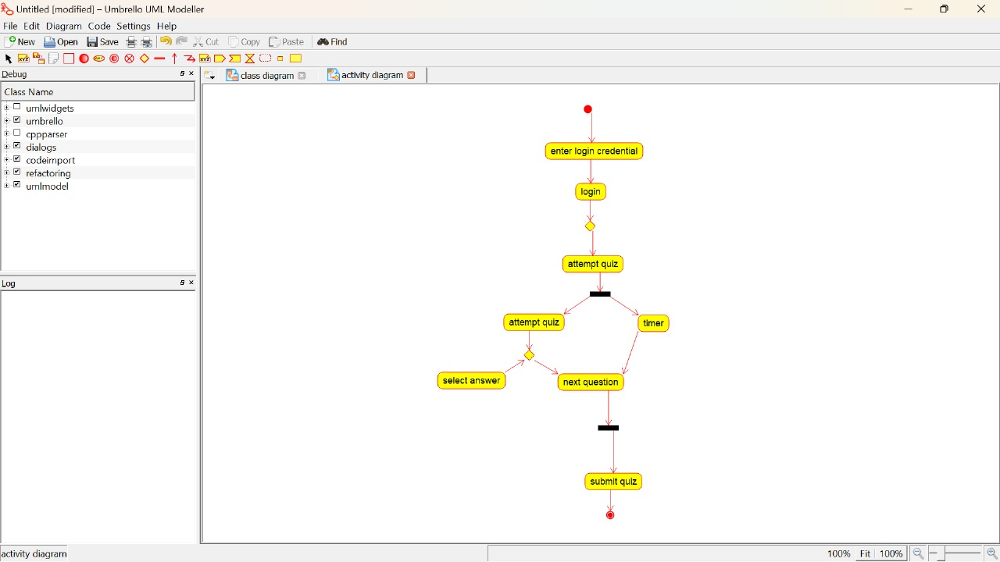 Untitled [modified] – Umbrello UML Modeller
File Edit Diagram Code Settings Help
New Open Save Cut Copy Paste Find
Debug
class diagram activity diagram
Class Name
umlwidgets
umbrello
cppparser
dialogs
codeimport
refactoring
umlmodel
Log
enter login credential
login
attempt quiz
attempt quiz timer
select answer next question
submit quiz
activity diagram 100% Fit 100%